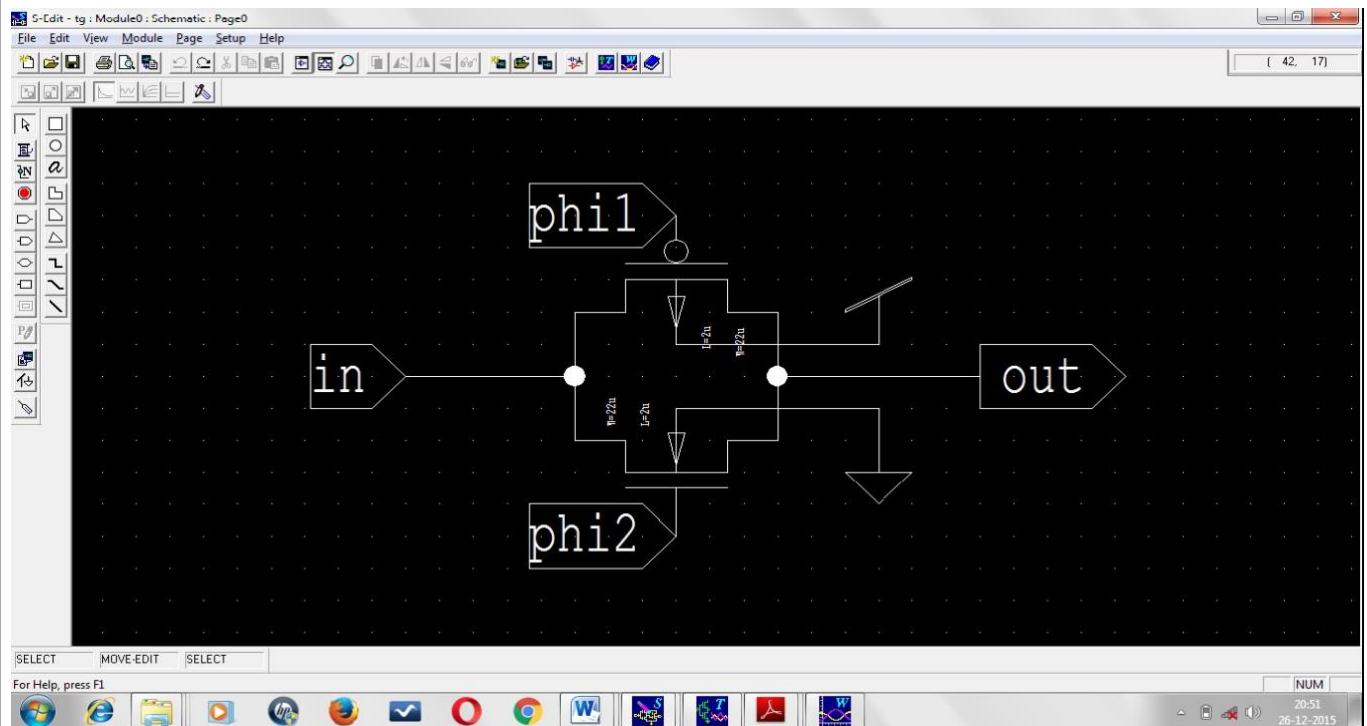 S-Edit - tg : Module0 : Schematic : Page0
File Edit View Module Page Setup Help
( 42, 17)
phi1
L=2u
W=22u
in
out
W=22u
L=2u
phi2
SELECT MOVE-EDIT SELECT
For Help, press F1
NUM
20:51
26-12-2015